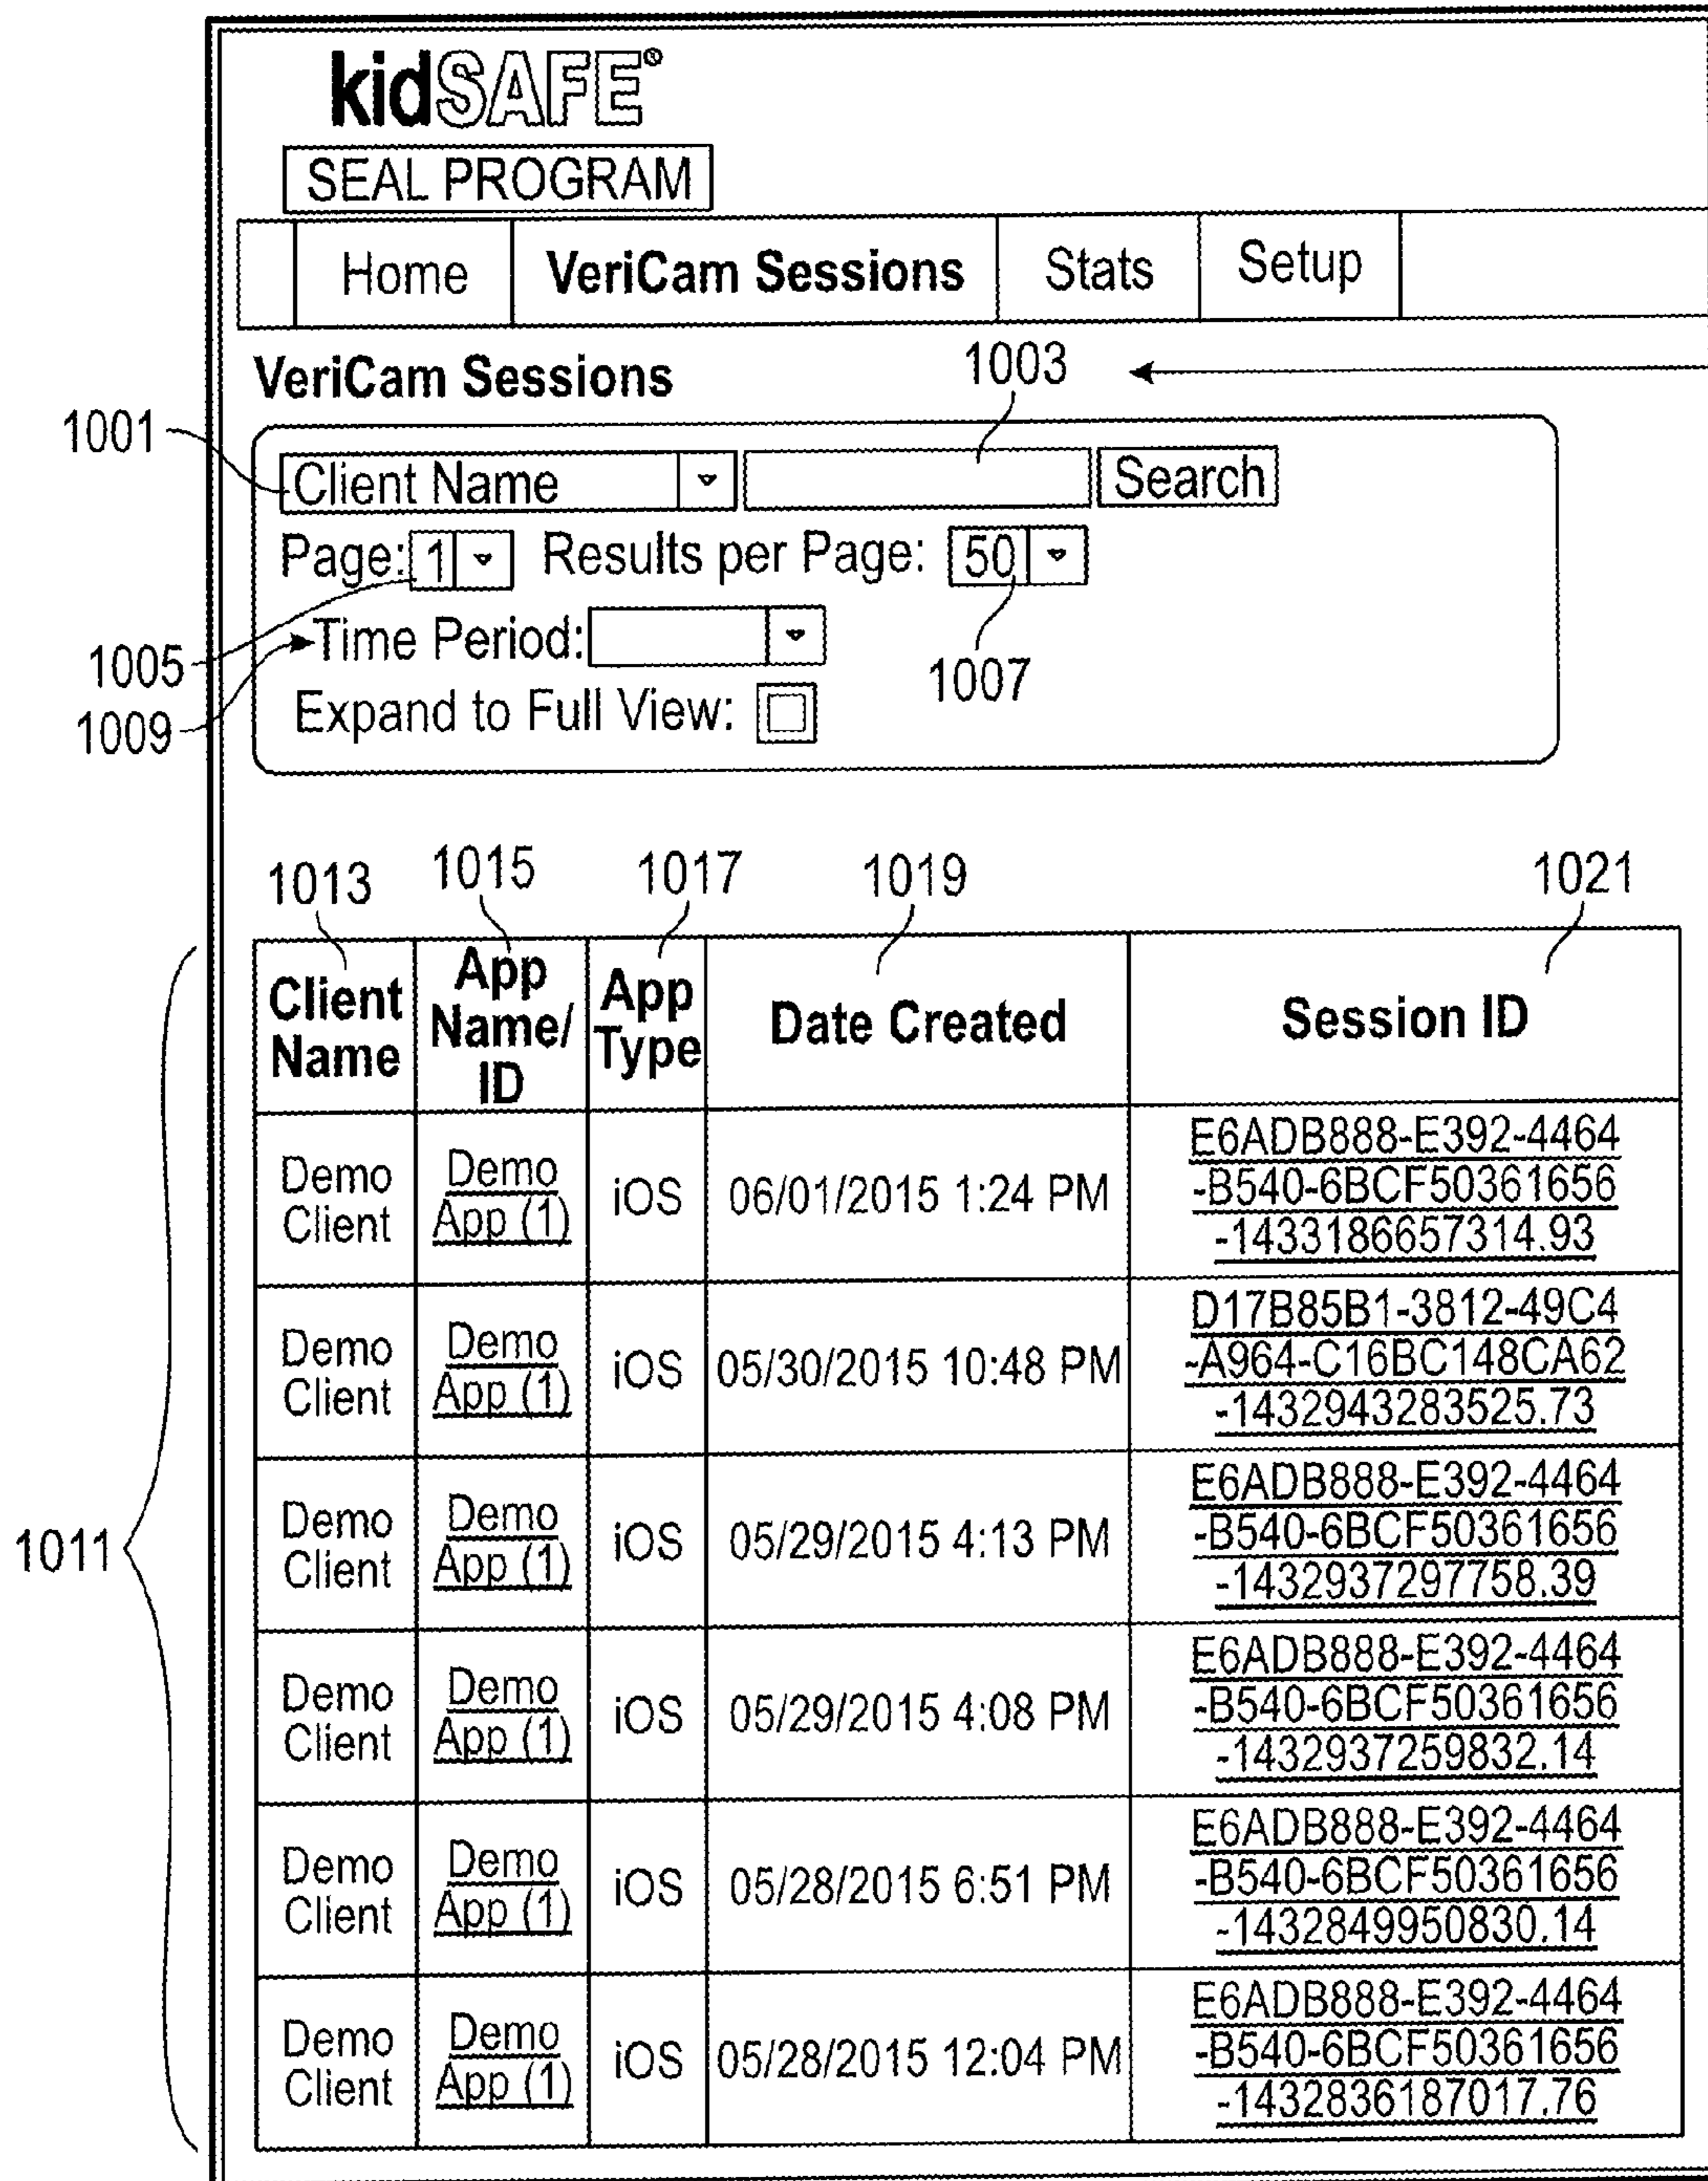 kidSAFE®
SEAL PROGRAM
Home VeriCam Sessions Stats Setup
VeriCam Sessions
1003
1001
Client Name Search
Page: 1 Results per Page: 50
Time Period:
1005
1007
Expand to Full View:
1009
1013 1015 1017 1019 1021
Client Name App Name/ ID App Type Date Created Session ID
Demo Client Demo App (1) iOS 06/01/2015 1:24 PM E6ADB888-E392-4464
-B540-6BCF50361656
-1433186657314.93
Demo Client Demo App (1) iOS 05/30/2015 10:48 PM D17B85B1-3812-49C4
-A964-C16BC148CA62
-1432943283525.73
1011
Demo Client Demo App (1) iOS 05/29/2015 4:13 PM E6ADB888-E392-4464
-B540-6BCF50361656
-1432937297758.39
Demo Client Demo App (1) iOS 05/29/2015 4:08 PM E6ADB888-E392-4464
-B540-6BCF50361656
-1432937259832.14
Demo Client Demo App (1) iOS 05/28/2015 6:51 PM E6ADB888-E392-4464
-B540-6BCF50361656
-1432849950830.14
Demo Client Demo App (1) iOS 05/28/2015 12:04 PM E6ADB888-E392-4464
-B540-6BCF50361656
-1432836187017.76